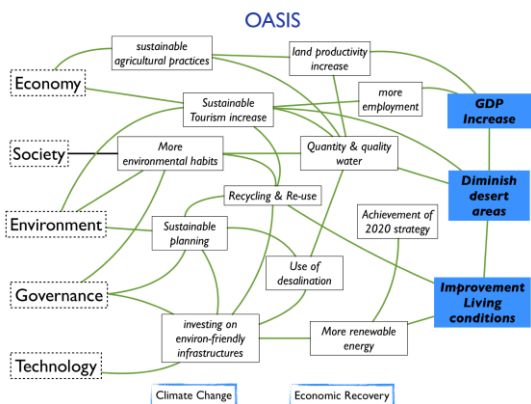 OASIS
sustainable
agricultural practices
land productivity
increase
Economy
more
employment
Sustainable
Tourism increase
GDP
Increase
Society
More
environmental habits
Quantity & quality
water
Diminish
desert
areas
Recycling & Re-use
Environment
Sustainable
planning
Achievement of
2020 strategy
Use of
desalination
Governance
Improvement
Living
conditions
investing on
environ-friendly
infrastructures
More renewable
energy
Technology
Climate Change
Economic Recovery